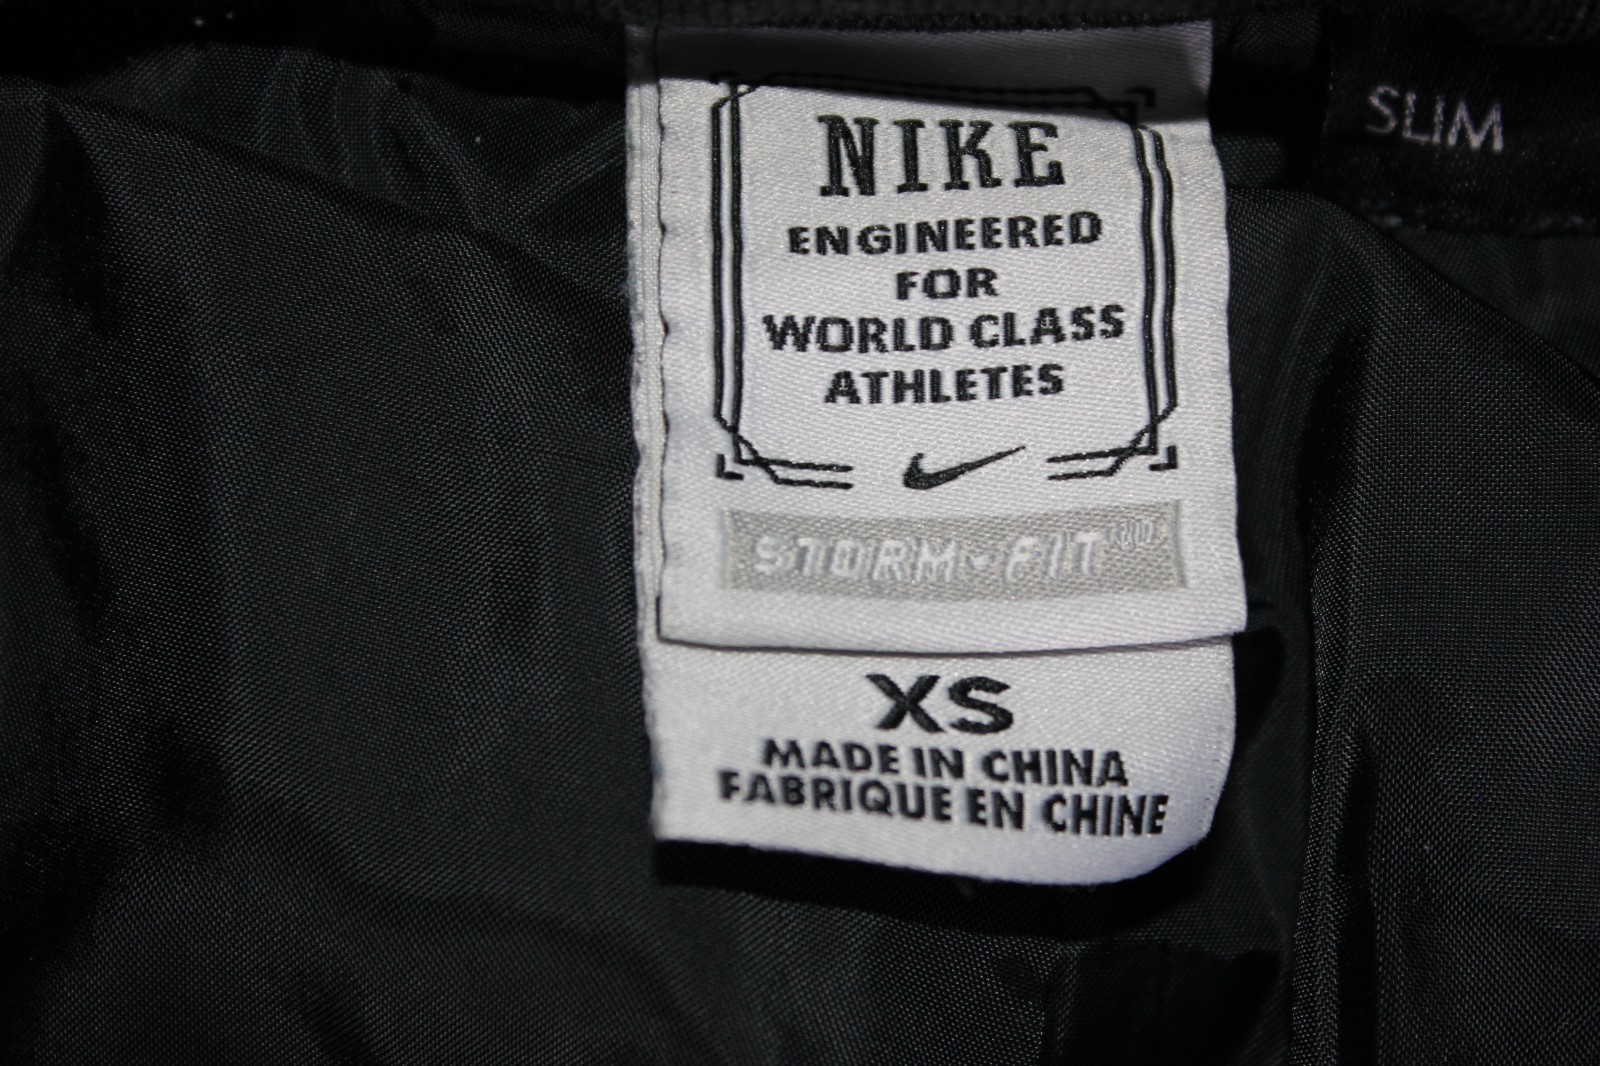 NIKE
ENGINEERED
FOR
WORLD CLASS
ATHLETES
STORM·FIT
SLIM
XS
MADE IN CHINA
FABRIQUE EN CHINE